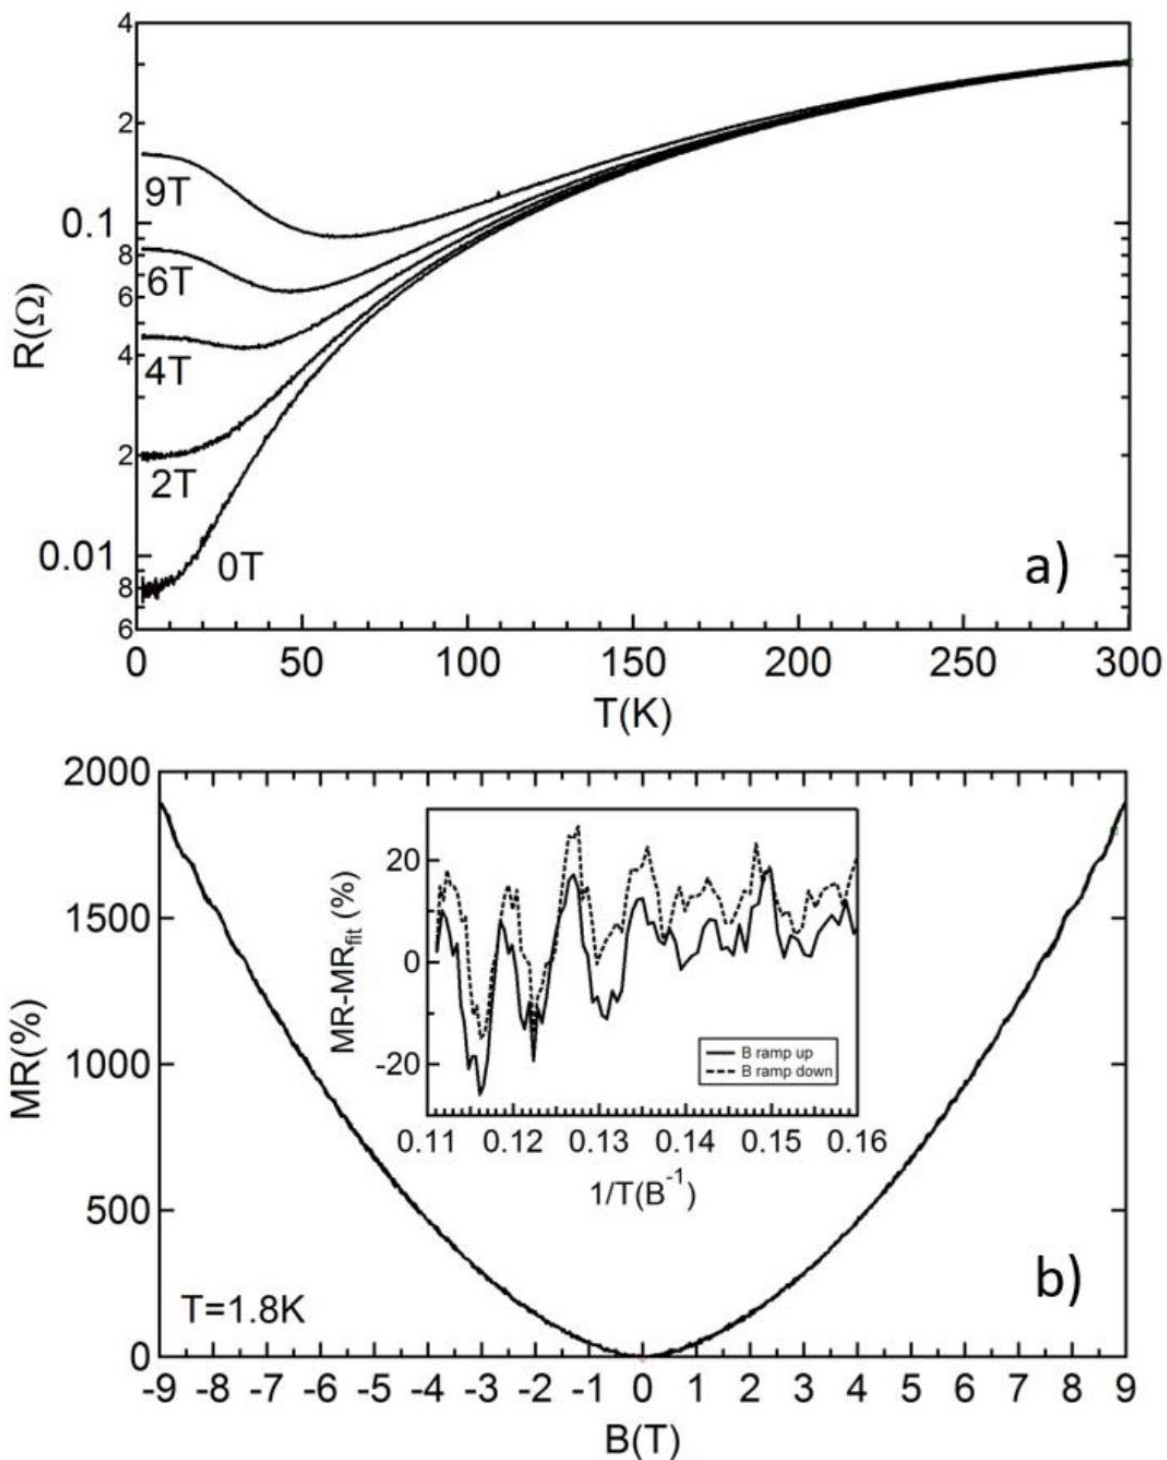 4
2
0.1
8
6
4
2
0.01
8
6
R(Ω)
9T
6T
4T
2T
0T
a)
0 50 100 150 200 250 300
T(K)
2000
1500
1000
500
0
MR(%)
20
0
-20
MR-MRfit (%)
B ramp up
B ramp down
0.11 0.12 0.13 0.14 0.15 0.16
1/T(B⁻¹)
b)
T=1.8K
-9 -8 -7 -6 -5 -4 -3 -2 -1 0 1 2 3 4 5 6 7 8 9
B(T)